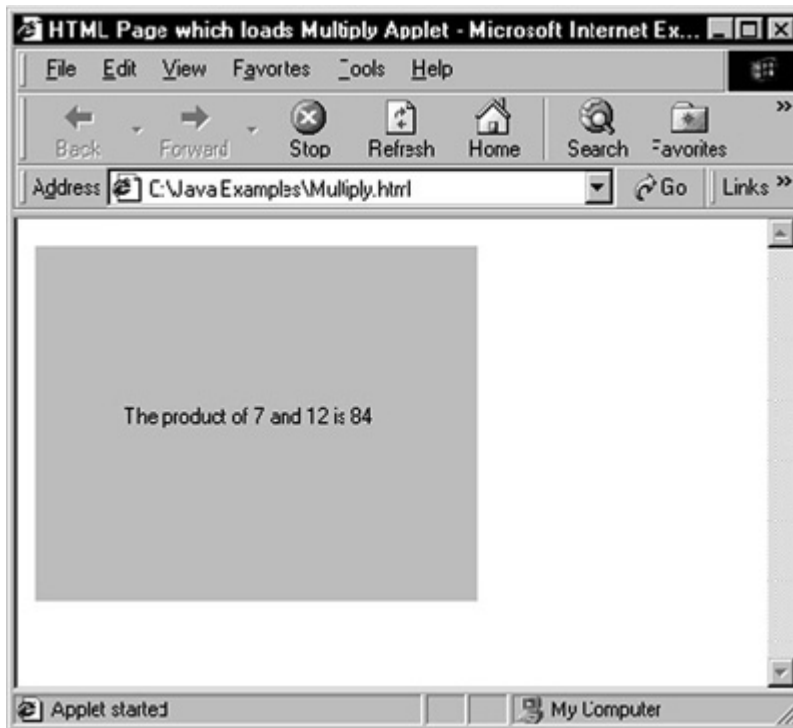 HTML Page which loads Multiply Applet - Microsoft Internet Ex...
File Edit View Favortes Tools Help
Back Forward Stop Refresh Home Search Favorites »
Address C:\Java Examples\Multiply.html Go Links »
The product of 7 and 12 is 84
Applet started My Computer